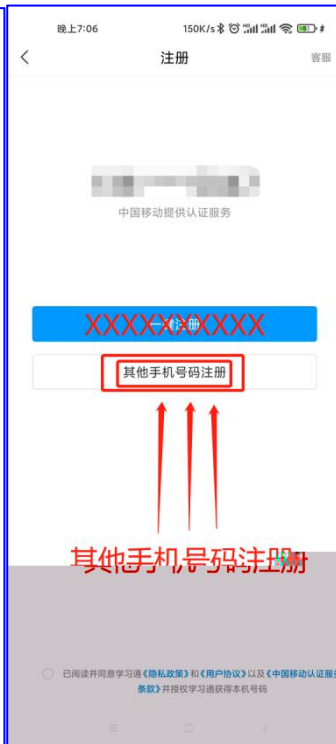 晚上7:06 150K/s
注册 客服
中国移动提供认证服务
XXXXXXXXXX
其他手机号码注册
其他手机号码注册
已阅读并同意学习通《隐私政策》和《用户协议》以及《中国移动认证服务
条款》并授权学习通获得本机号码